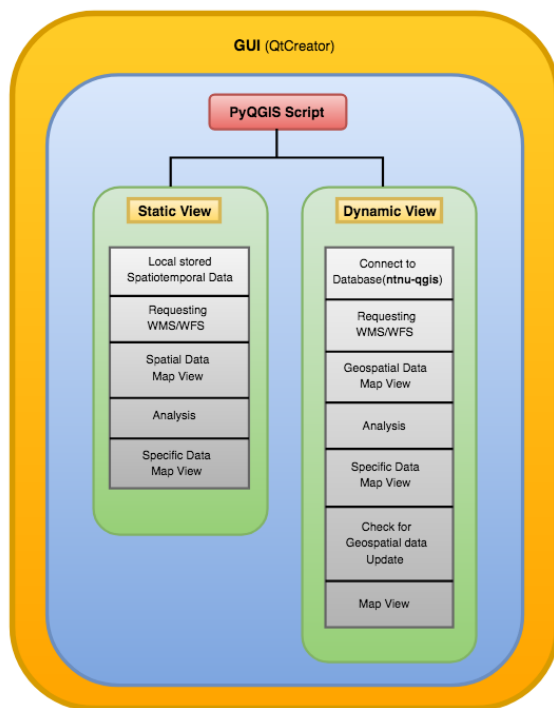 GUI (QtCreator)
PyQGIS Script
Static View
Local stored
Spatiotemporal Data
Requesting
WMS/WFS
Spatial Data
Map View
Analysis
Specific Data
Map View
Dynamic View
Connect to
Database(ntnu-qgis)
Requesting
WMS/WFS
Geospatial Data
Map View
Analysis
Specific Data
Map View
Check for
Geospatial data
Update
Map View